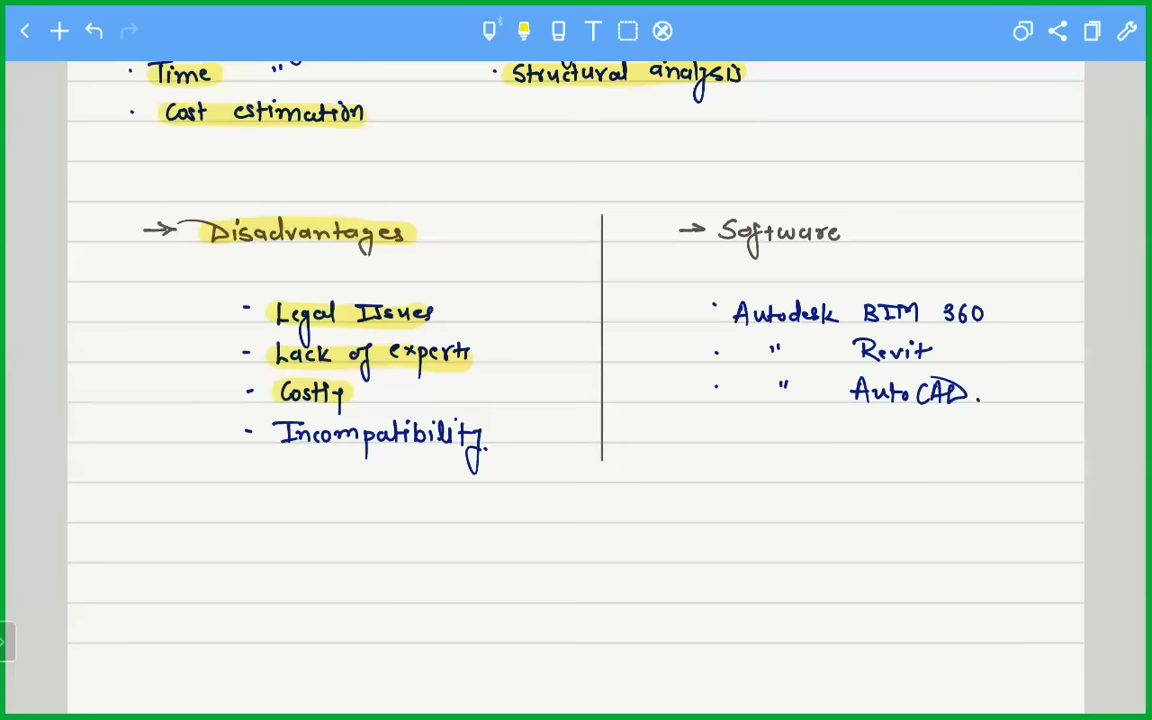 · Time " · Structural analysis
· Cost estimation
→ Disadvantages
- Legal Issues
- Lack of experts
- Costly
- Incompatibility.
→ Software
· Autodesk BIM 360
· " Revit
· " AutoCAD.